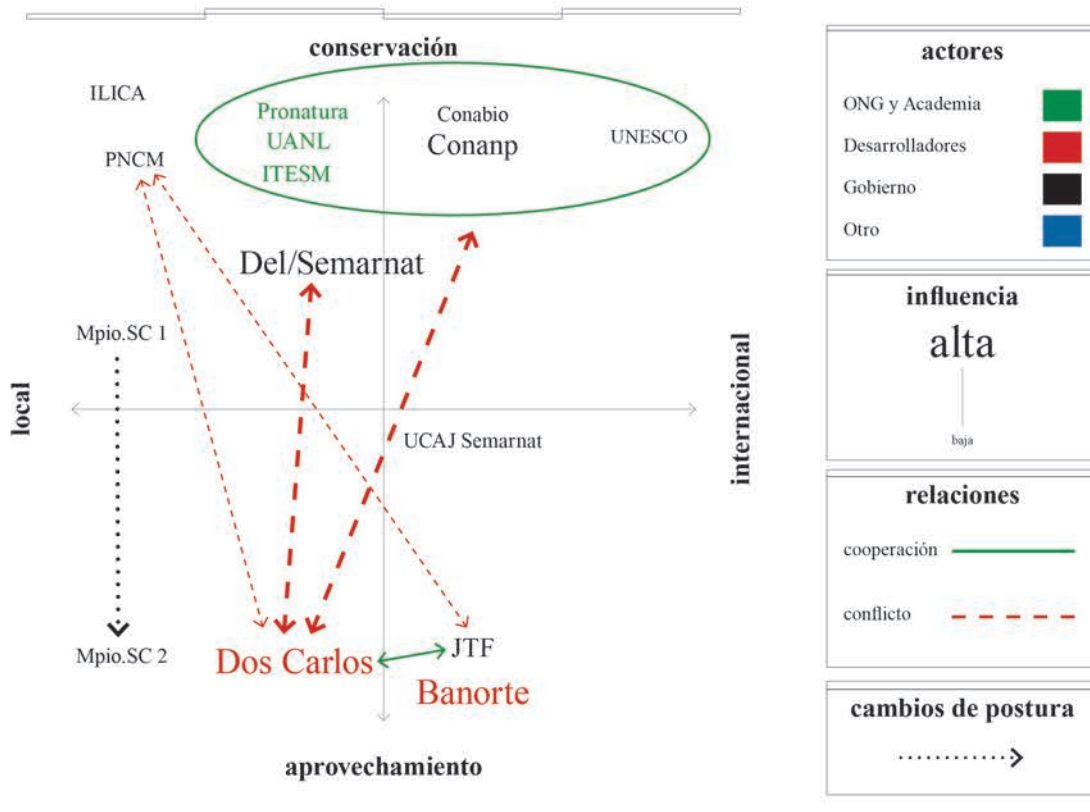 conservación
ILICA
PNCM
Pronatura
UANL
ITESM
Conabio
Conanp
UNESCO
Del/Semarnat
Mpio.SC 1
local
internacional
UCAJ Semarnat
Mpio.SC 2
Dos Carlos
JTF
Banorte
aprovechamiento
actores
ONG y Academia
Desarrolladores
Gobierno
Otro
influencia
alta
baja
relaciones
cooperación
conflicto
cambios de postura